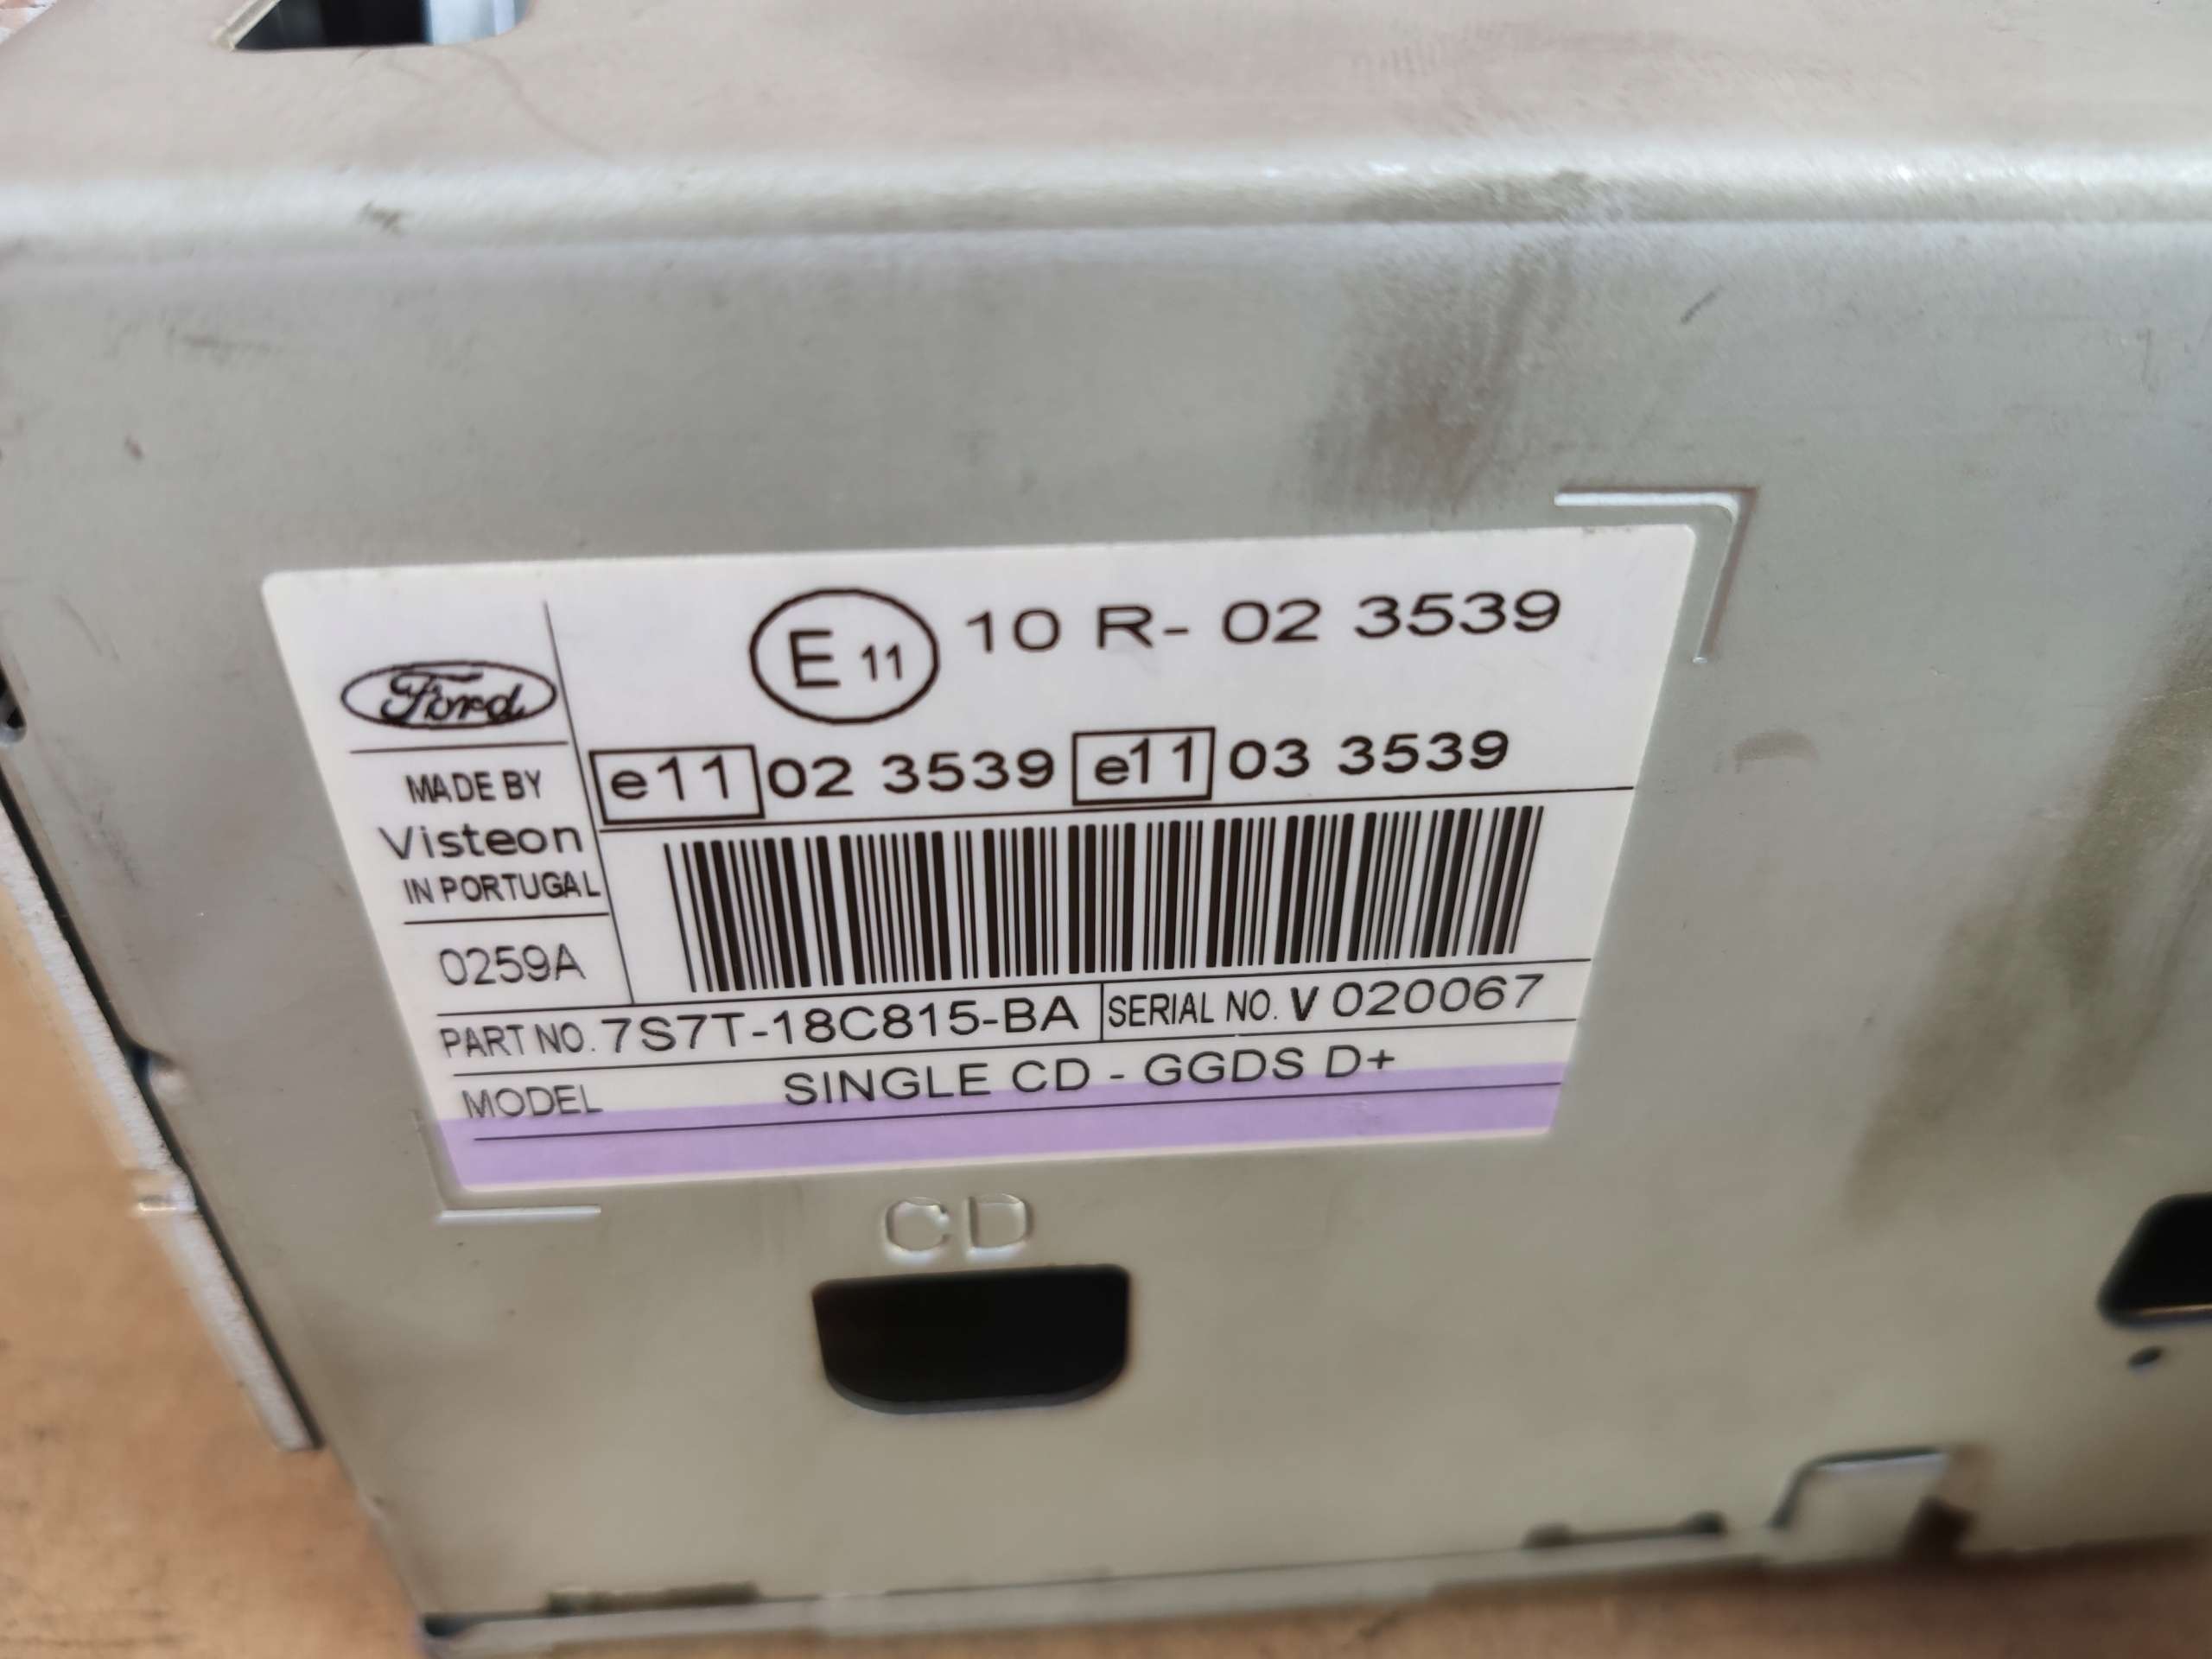 E 11 10 R- 02 3539
Ford
e11 02 3539 e11 03 3539
MADE BY
Visteon
IN PORTUGAL
0259A
PART NO. 7S7T-18C815-BA SERIAL NO. V 020067
MODEL SINGLE CD - GGDS D+
CD